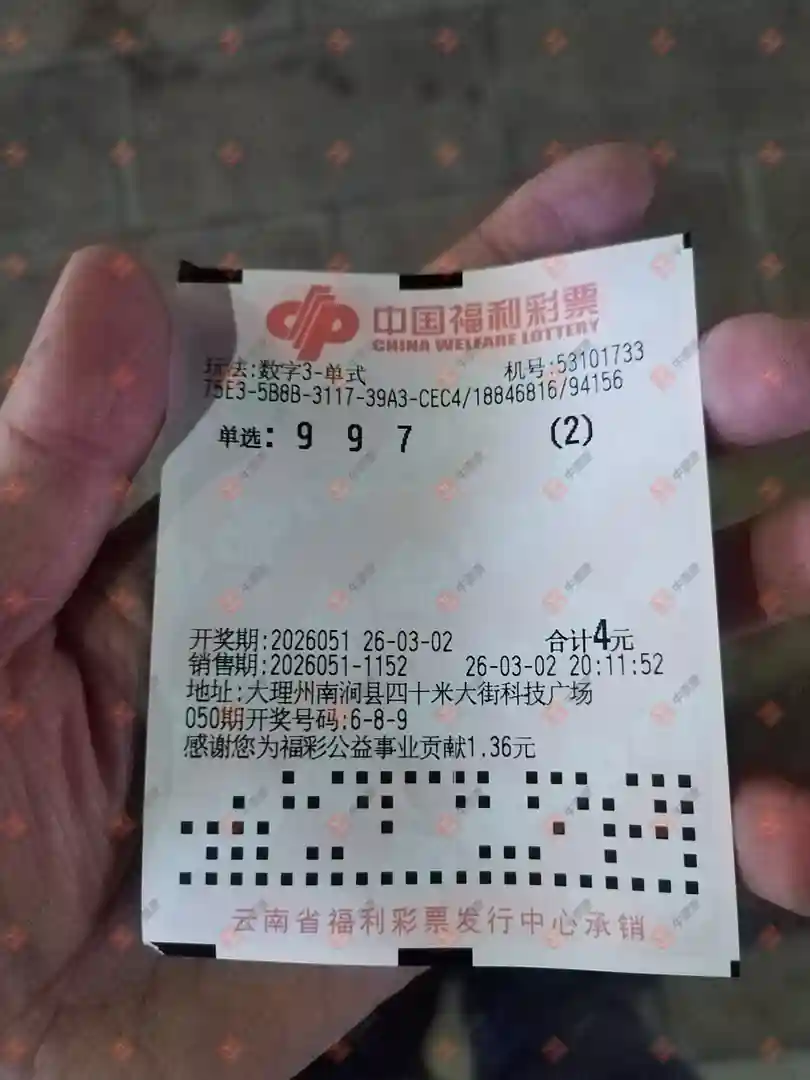 中国福利彩票
CHINA WELFARE LOTTERY
玩法:数字3-单式 机号:53101733
75E3-5B8B-3117-39A3-CEC4/18846816/94156
单选: 9 9 7 (2)
开奖期:2026051 26-03-02 合计4元
销售期:2026051-1152 26-03-02 20:11:52
地址:大理州南涧县四十米大街科技广场
050期开奖号码:6-8-9
感谢您为福彩公益事业贡献1.36元
云南省福利彩票发行中心承销